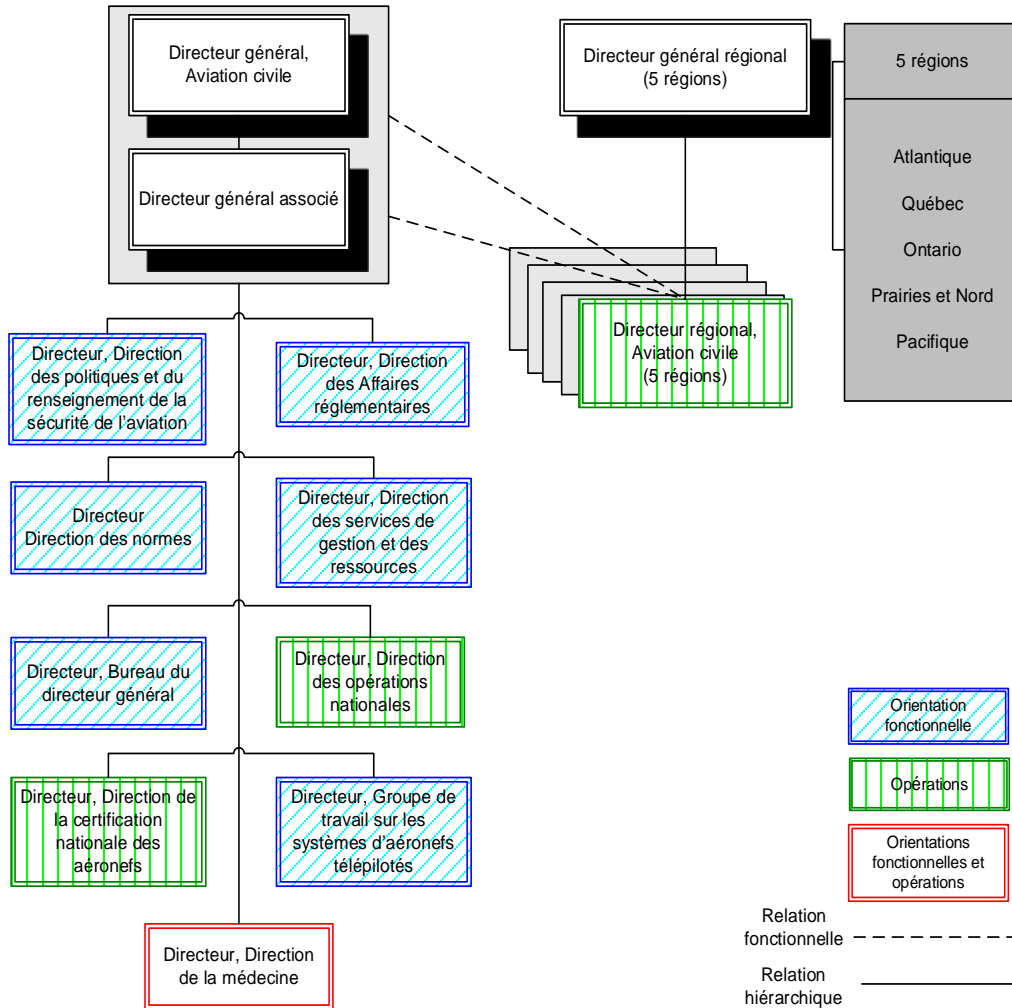 Directeur général,
Aviation civile
Directeur général associé
Directeur général régional
(5 régions)
5 régions
Atlantique
Québec
Ontario
Prairies et Nord
Pacifique
Directeur régional,
Aviation civile
(5 régions)
Directeur, Direction
des politiques et du
renseignement de la
sécurité de l’aviation
Directeur, Direction
des Affaires
réglementaires
Directeur
Direction des normes
Directeur, Direction
des services de
gestion et des
ressources
Directeur, Bureau du
directeur général
Directeur, Direction
des opérations
nationales
Directeur, Direction de
la certification
nationale des
aéronefs
Directeur, Groupe de
travail sur les
systèmes d’aéronefs
télépilotés
Directeur, Direction
de la médecine
Orientation
fonctionnelle
Opérations
Orientations
fonctionnelles et
opérations
Relation
fonctionnelle
Relation
hiérarchique